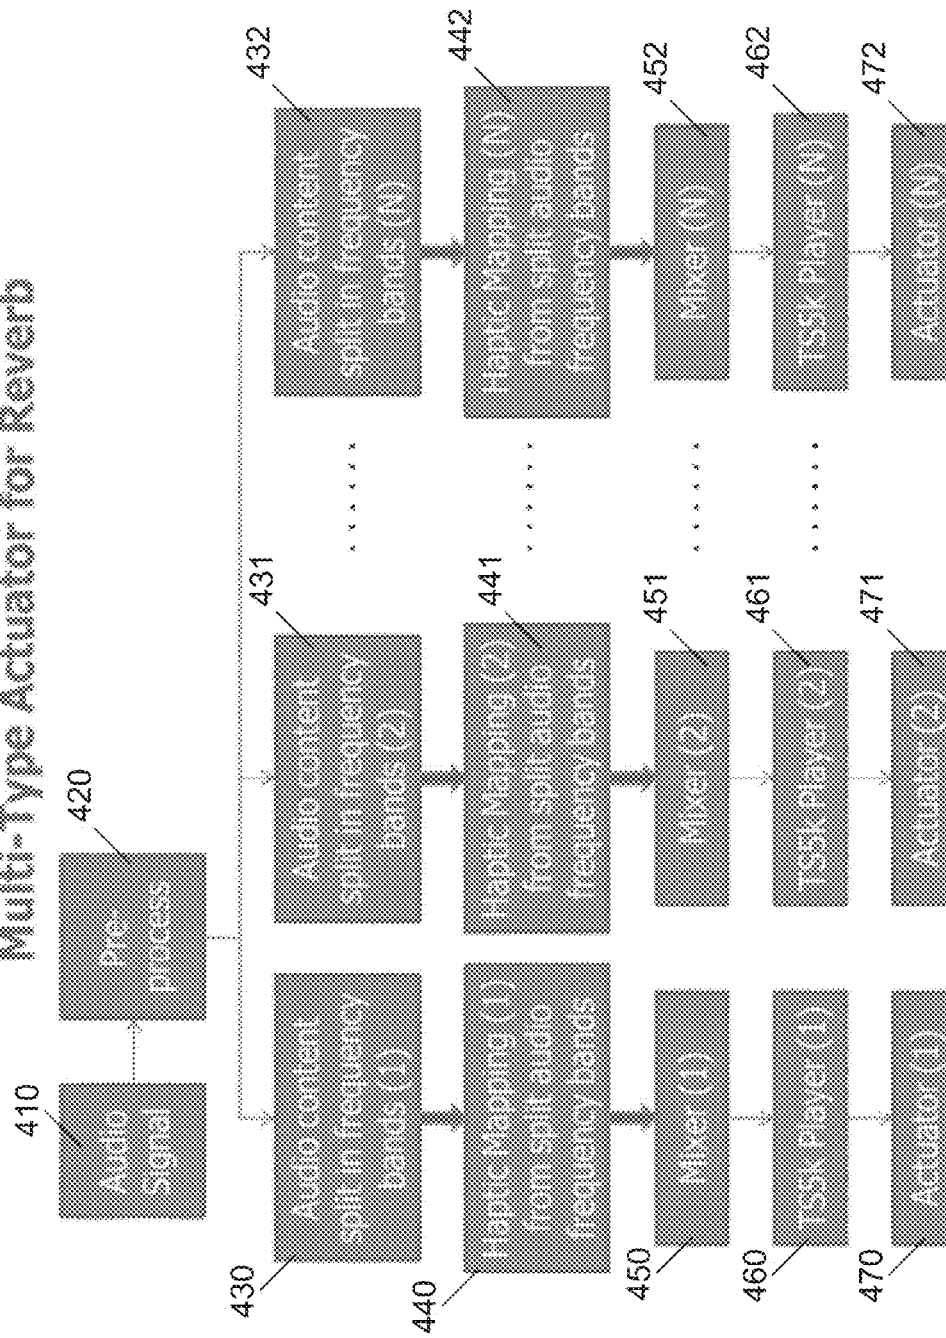 Multi-Type Actuator for Reverb
410
Audio
Signal
420
Pre-
process
430
Audio content
split in frequency
bands (1)
431
Audio content
split in frequency
bands (2)
432
Audio content
split in frequency
bands (N)
440
Haptic Mapping (1)
from split audio
frequency bands
441
Haptic Mapping (2)
from split audio
frequency bands
442
Haptic Mapping (N)
from split audio
frequency bands
450
Mixer (1)
451
Mixer (2)
452
Mixer (N)
460
TS5k Player (1)
461
TS5k Player (2)
462
TS5k Player (N)
470
Actuator (1)
471
Actuator (2)
472
Actuator (N)